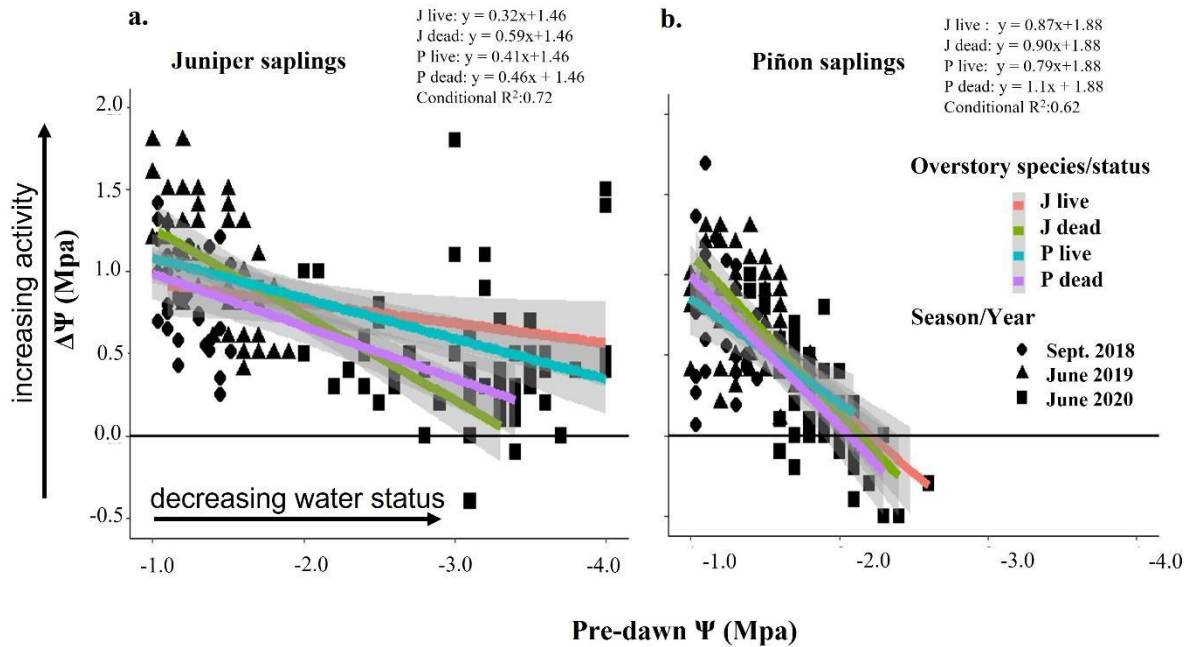 a.
Juniper saplings
J live: y = 0.32x+1.46
J dead: y = 0.59x+1.46
P live: y = 0.41x+1.46
P dead: y = 0.46x + 1.46
Conditional R²:0.72
b.
Piñon saplings
J live : y = 0.87x+1.88
J dead: y = 0.90x+1.88
P live: y = 0.79x+1.88
P dead: y = 1.1x + 1.88
Conditional R²:0.62
increasing activity
ΔΨ (Mpa)
2.0
1.5
1.0
0.5
0.0
-0.5
decreasing water status
-1.0
-2.0
-3.0
-4.0
-1.0
-2.0
-3.0
-4.0
Overstory species/status
J live
J dead
P live
P dead
Season/Year
Sept. 2018
June 2019
June 2020
Pre-dawn Ψ (Mpa)